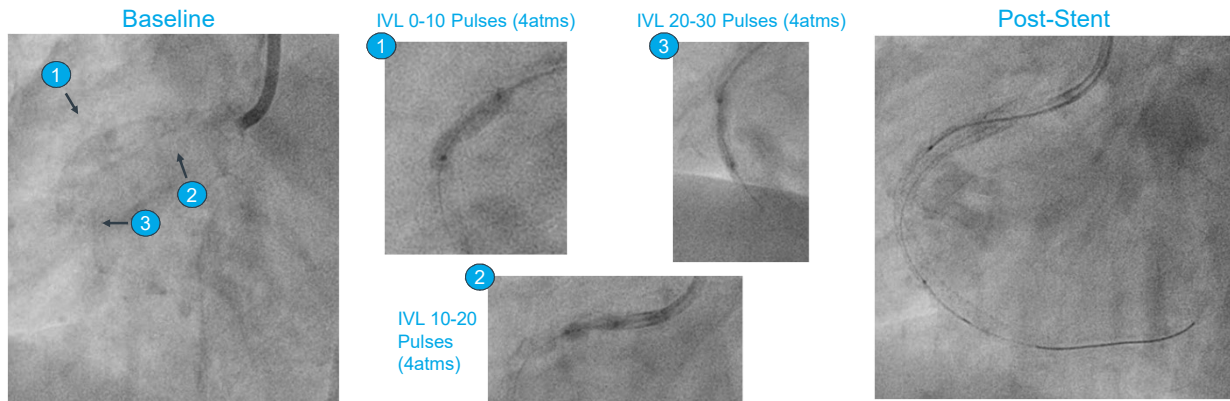 Baseline
IVL 0-10 Pulses (4atms)
IVL 20-30 Pulses (4atms)
Post-Stent
1
3
1
2
3
2
IVL 10-20
Pulses
(4atms)